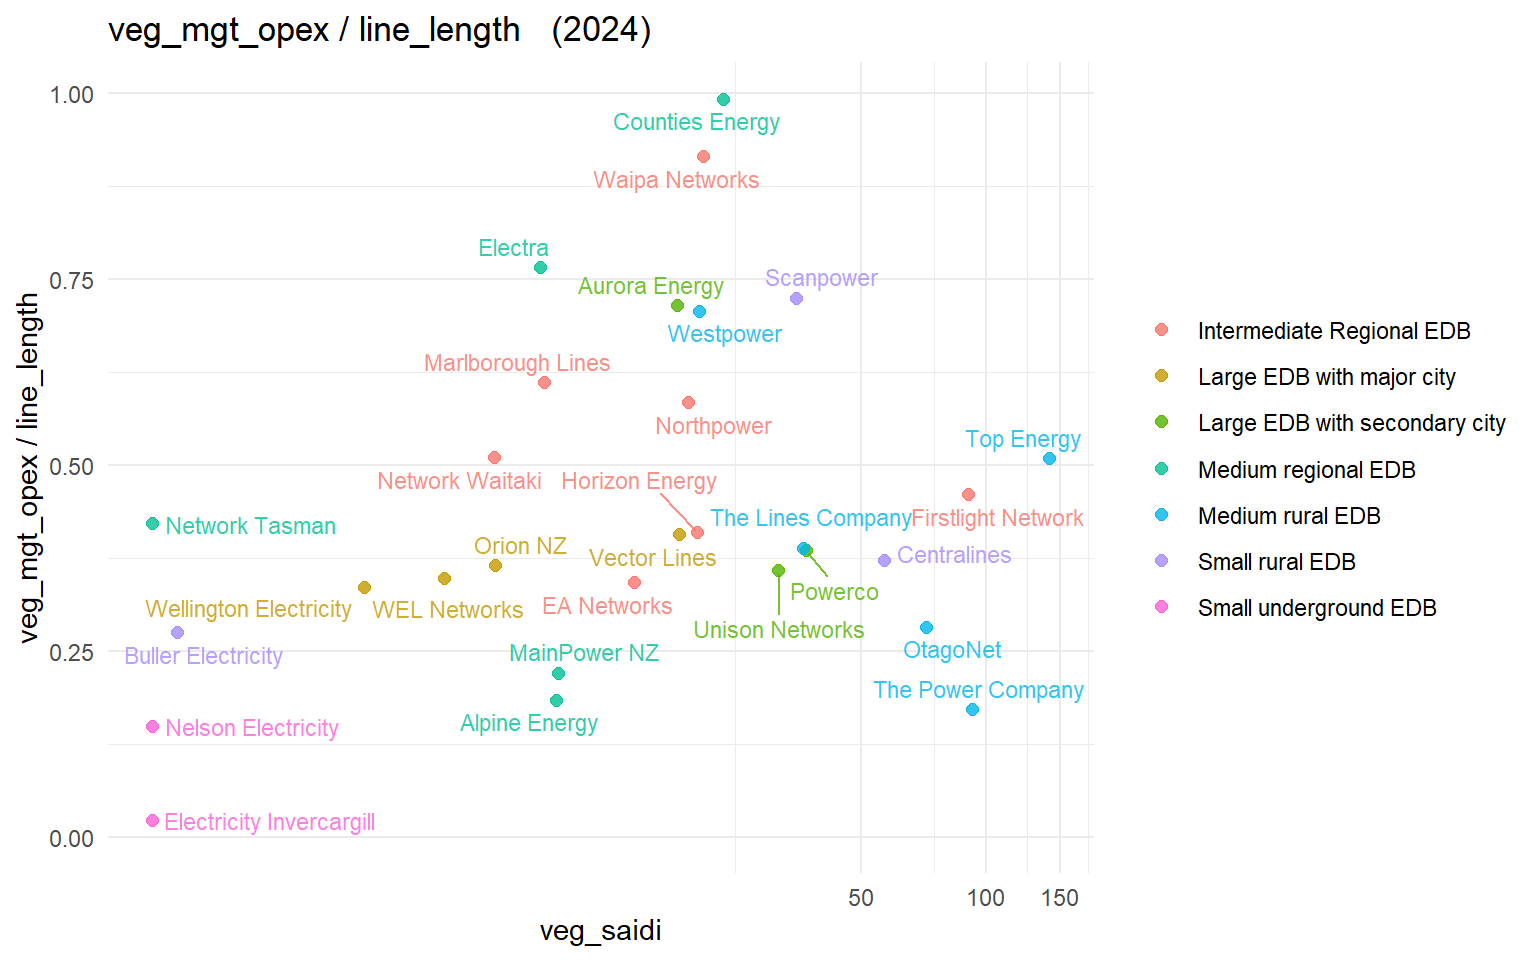 veg_mgt_opex / line_length   (2024)
veg_mgt_opex / line_length
1.00
0.75
0.50
0.25
0.00
Counties Energy
Waipa Networks
Electra
Aurora Energy
Scanpower
Westpower
Marlborough Lines
Northpower
Top Energy
Network Waitaki
Horizon Energy
Network Tasman
The Lines Company
Firstlight Network
Orion NZ
Vector Lines
Centralines
Wellington Electricity
WEL Networks
EA Networks
Powerco
Unison Networks
Buller Electricity
MainPower NZ
OtagoNet
The Power Company
Nelson Electricity
Alpine Energy
Electricity Invercargill
50
100
150
veg_saidi
Intermediate Regional EDB
Large EDB with major city
Large EDB with secondary city
Medium regional EDB
Medium rural EDB
Small rural EDB
Small underground EDB